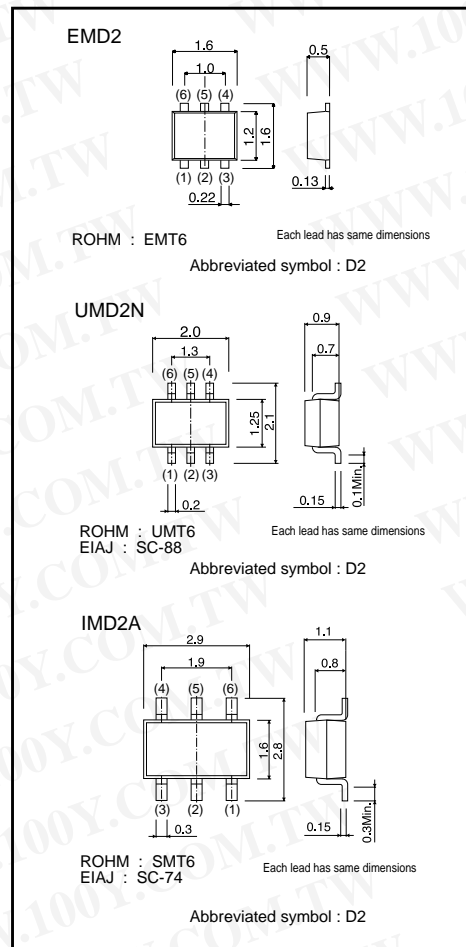 EMD2
1.6
1.0
0.5
(6) (5) (4)
1.2
1.6
(1) (2) (3)
0.22
0.13
ROHM : EMT6
Each lead has same dimensions
Abbreviated symbol : D2
UMD2N
2.0
1.3
0.9
0.7
(6) (5) (4)
1.25
2.1
(1) (2) (3)
0.2
0.15
0.1Min.
ROHM : UMT6
EIAJ : SC-88
Each lead has same dimensions
Abbreviated symbol : D2
IMD2A
2.9
1.9
1.1
0.8
(4) (5) (6)
1.6
2.8
(3) (2) (1)
0.3
0.15
0.3Min.
ROHM : SMT6
EIAJ : SC-74
Each lead has same dimensions
Abbreviated symbol : D2
WWW.100Y.COM.TW